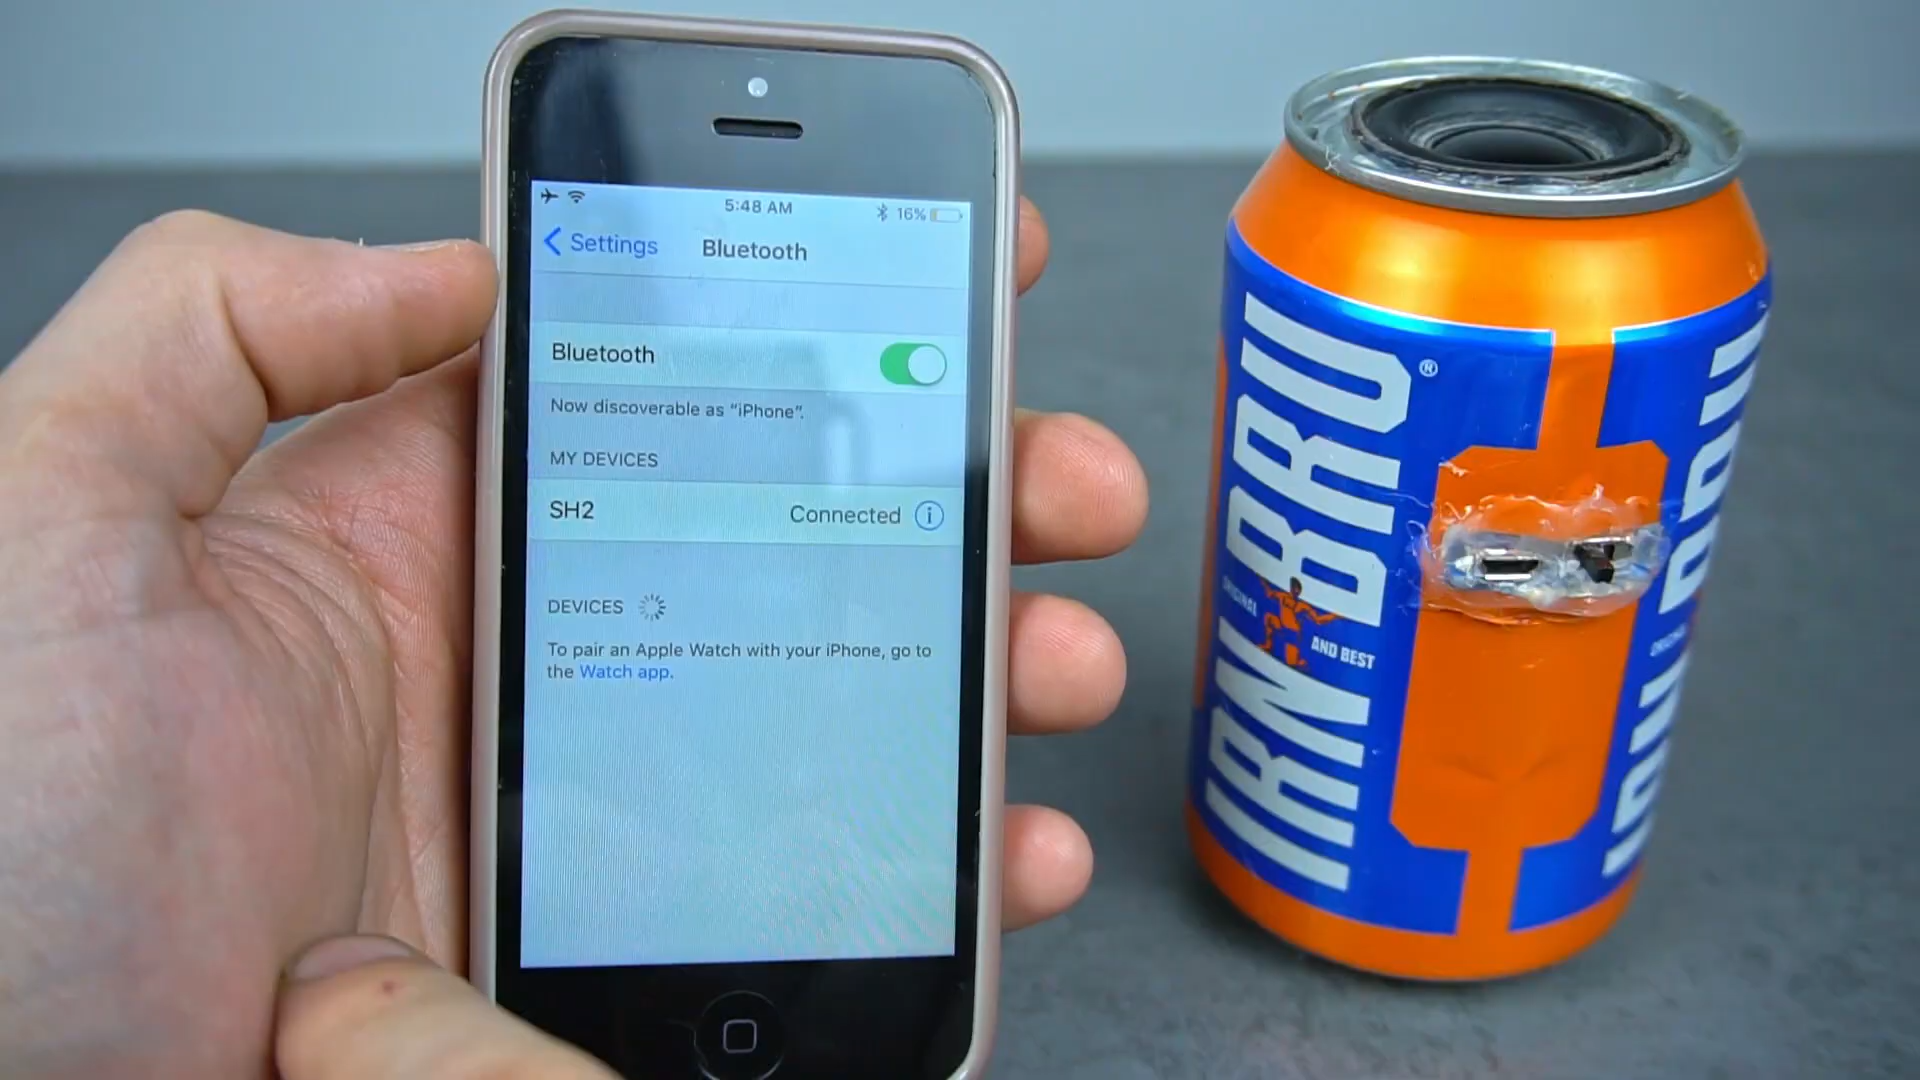 5:48 AM
16%
Settings
Bluetooth
Bluetooth
Now discoverable as “iPhone”.
MY DEVICES
SH2
Connected
DEVICES
To pair an Apple Watch with your iPhone, go to
the Watch app.
IRN BRU®
ORIGINAL
AND BEST
IRN BRU